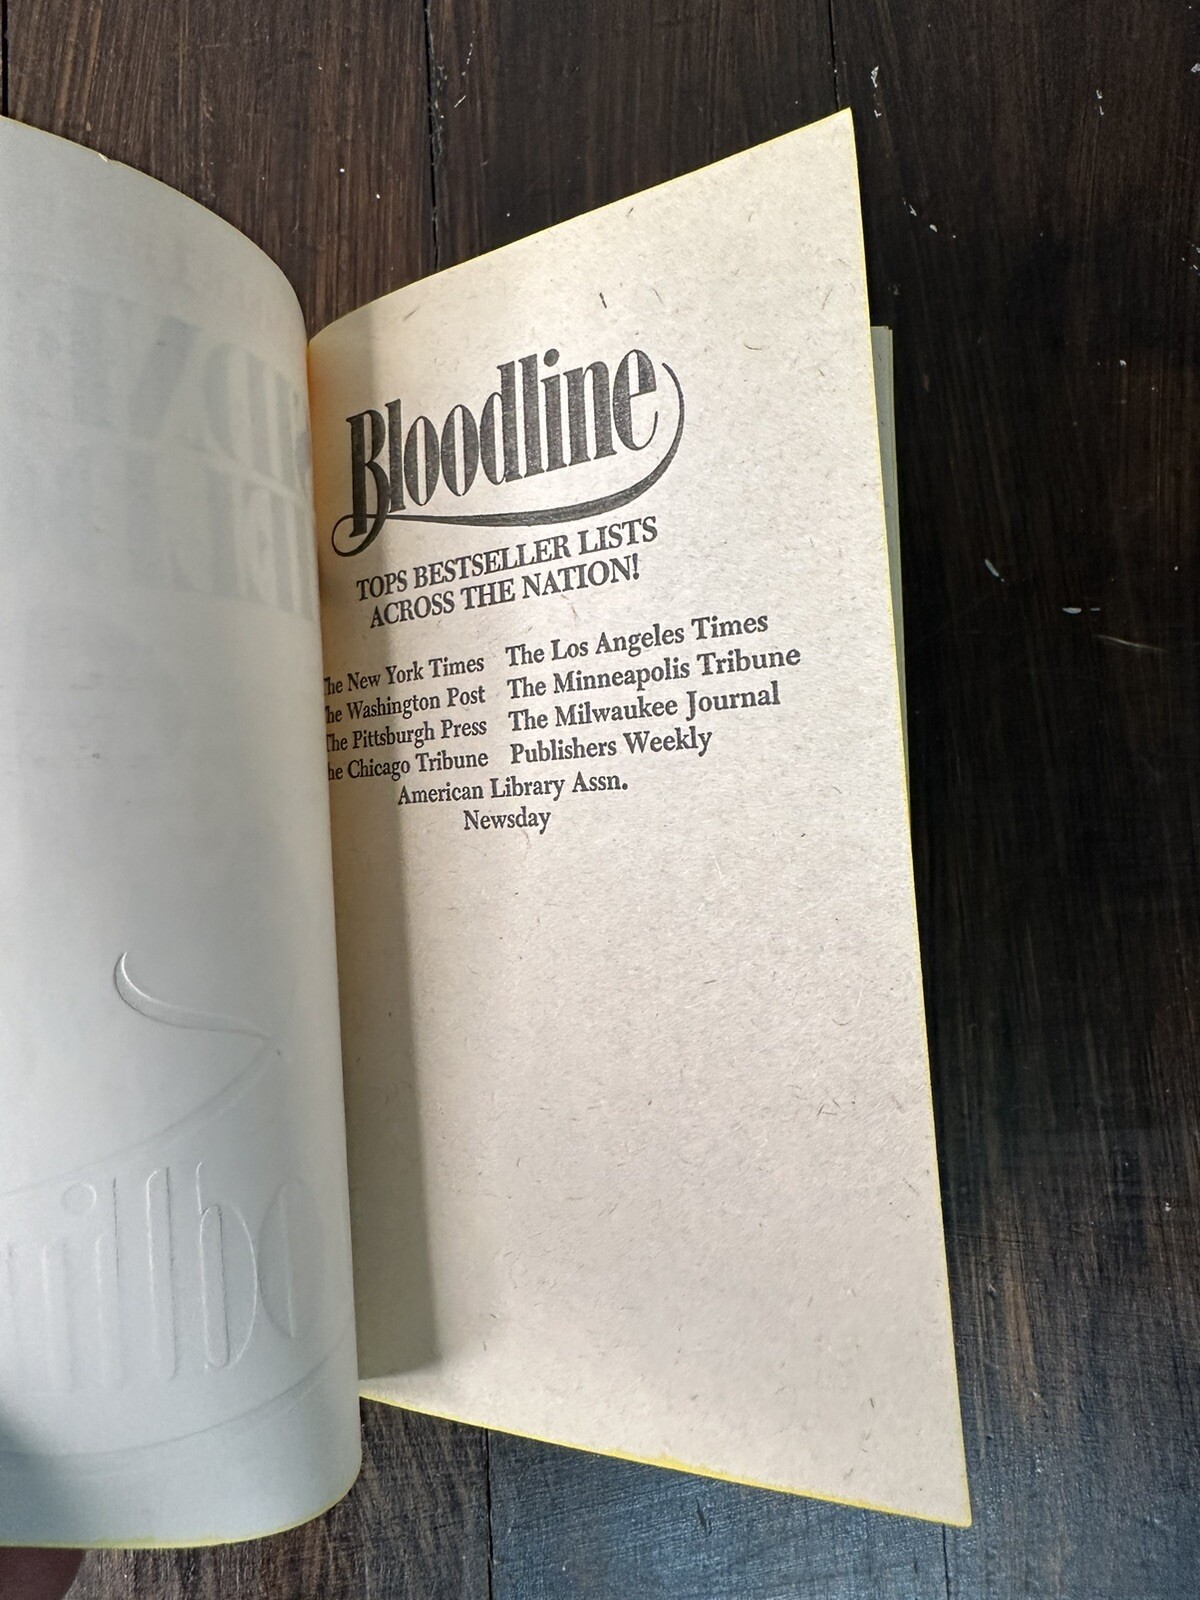 Bloodline
TOPS BESTSELLER LISTS
ACROSS THE NATION!
The New York Times The Los Angeles Times
The Washington Post The Minneapolis Tribune
The Pittsburgh Press The Milwaukee Journal
The Chicago Tribune Publishers Weekly
American Library Assn.
Newsday